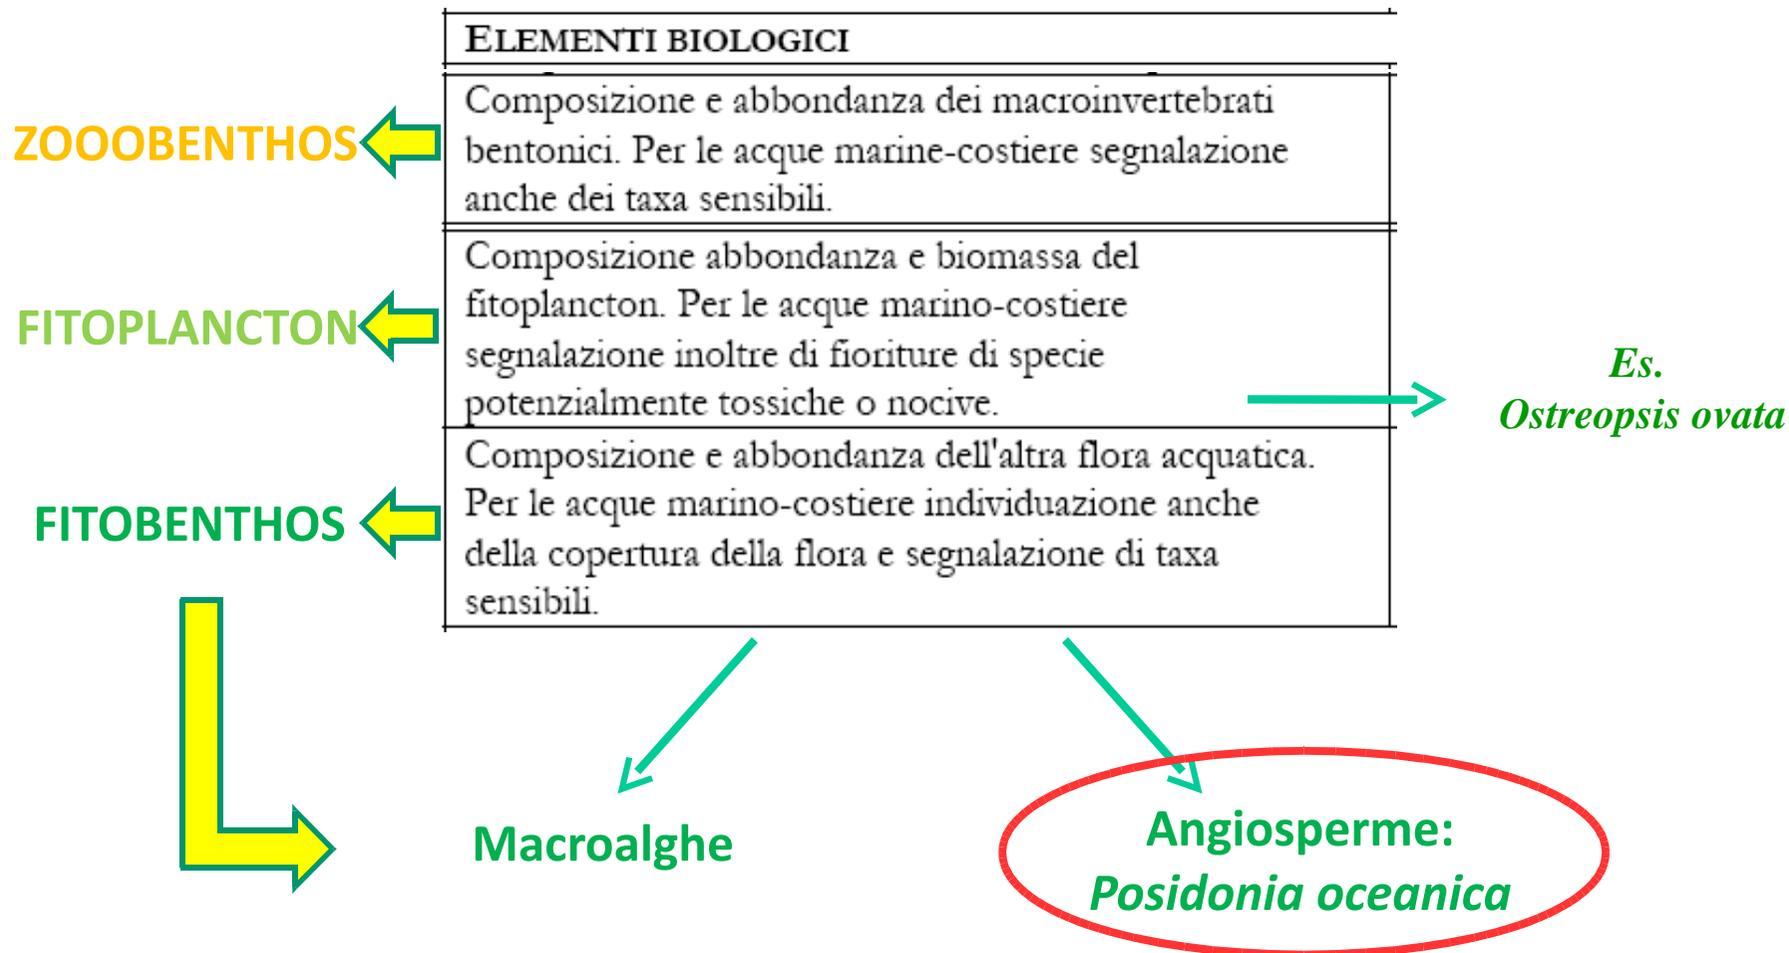 ELEMENTI BIOLOGICI
ZOOOBENTHOS
Composizione e abbondanza dei macroinvertebrati
bentonici. Per le acque marine-costiere segnalazione
anche dei taxa sensibili.
FITOPLANCTON
Composizione abbondanza e biomassa del
fitoplancton. Per le acque marino-costiere
segnalazione inoltre di fioriture di specie
potenzialmente tossiche o nocive.
Es.
Ostreopsis ovata
FITOBENTHOS
Composizione e abbondanza dell'altra flora acquatica.
Per le acque marino-costiere individuazione anche
della copertura della flora e segnalazione di taxa
sensibili.
Macroalghe
Angiosperme:
Posidonia oceanica